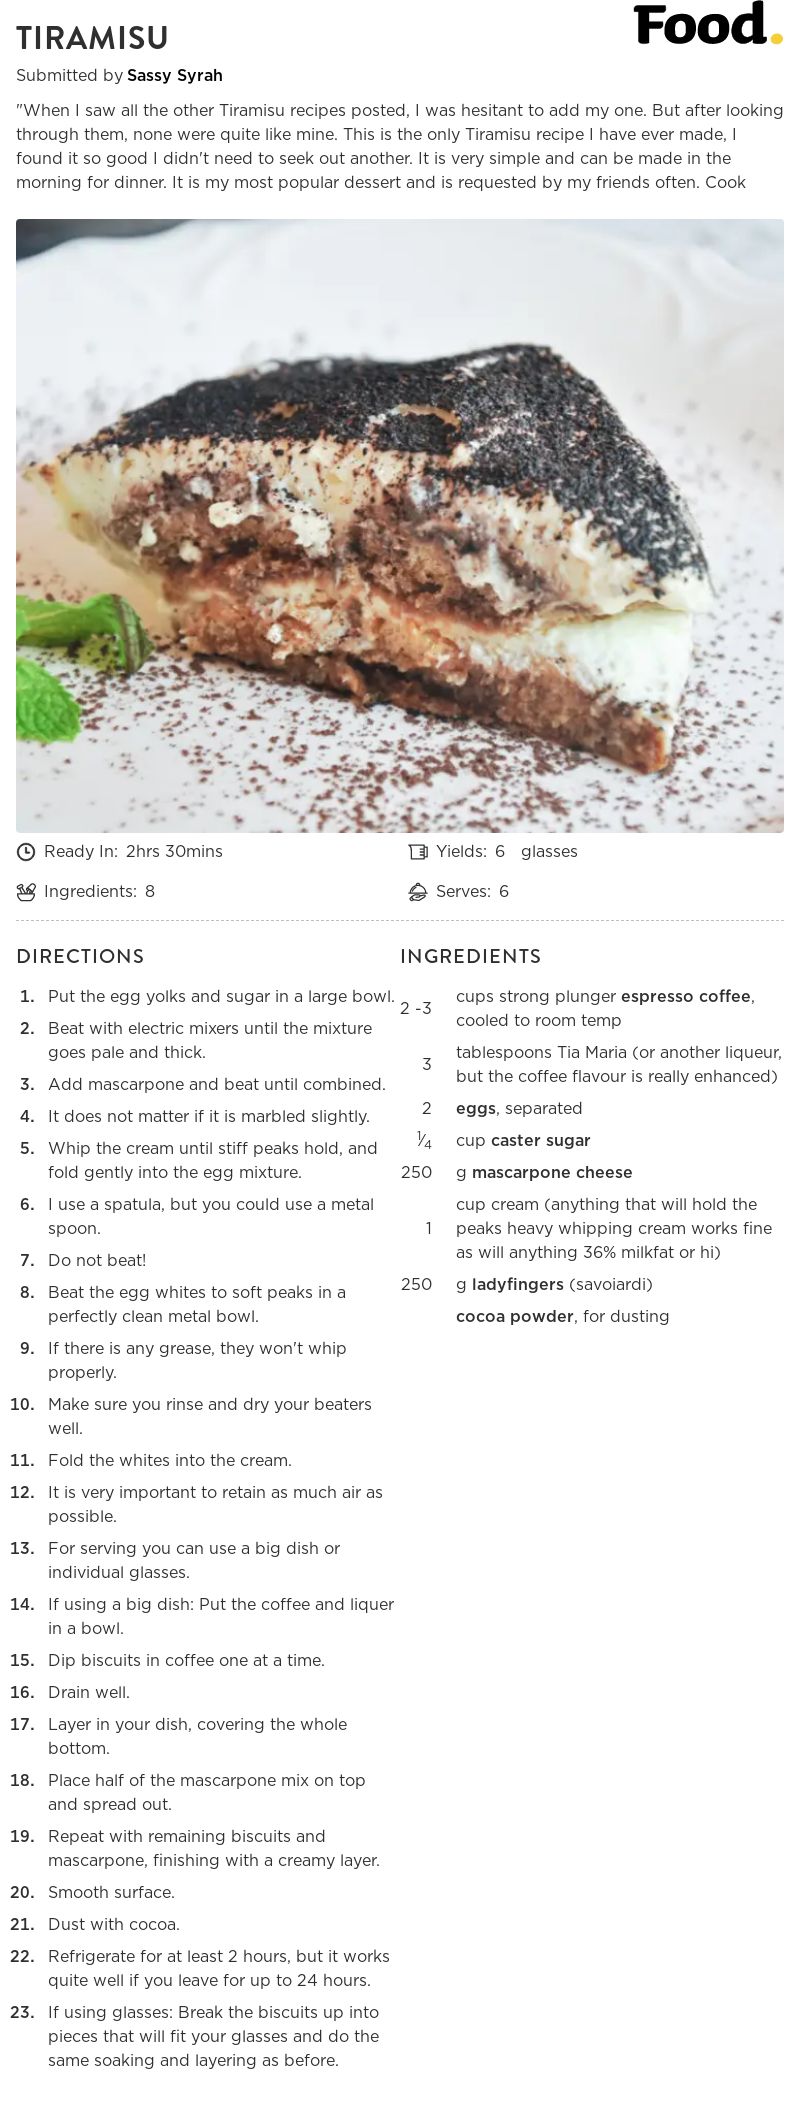 TIRAMISU
Food.
Submitted by Sassy Syrah
"When I saw all the other Tiramisu recipes posted, I was hesitant to add my one. But after looking
through them, none were quite like mine. This is the only Tiramisu recipe I have ever made, I
found it so good I didn't need to seek out another. It is very simple and can be made in the
morning for dinner. It is my most popular dessert and is requested by my friends often. Cook
Ready In: 2hrs 30mins
Yields: 6 glasses
Ingredients: 8
Serves: 6
DIRECTIONS
1. Put the egg yolks and sugar in a large bowl.
2. Beat with electric mixers until the mixture
goes pale and thick.
3. Add mascarpone and beat until combined.
4. It does not matter if it is marbled slightly.
5. Whip the cream until stiff peaks hold, and
fold gently into the egg mixture.
6. I use a spatula, but you could use a metal
spoon.
7. Do not beat!
8. Beat the egg whites to soft peaks in a
perfectly clean metal bowl.
9. If there is any grease, they won't whip
properly.
10. Make sure you rinse and dry your beaters
well.
11. Fold the whites into the cream.
12. It is very important to retain as much air as
possible.
13. For serving you can use a big dish or
individual glasses.
14. If using a big dish: Put the coffee and liquer
in a bowl.
15. Dip biscuits in coffee one at a time.
16. Drain well.
17. Layer in your dish, covering the whole
bottom.
18. Place half of the mascarpone mix on top
and spread out.
19. Repeat with remaining biscuits and
mascarpone, finishing with a creamy layer.
20. Smooth surface.
21. Dust with cocoa.
22. Refrigerate for at least 2 hours, but it works
quite well if you leave for up to 24 hours.
23. If using glasses: Break the biscuits up into
pieces that will fit your glasses and do the
same soaking and layering as before.
INGREDIENTS
2 -3 cups strong plunger espresso coffee,
cooled to room temp
3 tablespoons Tia Maria (or another liqueur,
but the coffee flavour is really enhanced)
2 eggs, separated
1⁄4 cup caster sugar
250 g mascarpone cheese
1 cup cream (anything that will hold the
peaks heavy whipping cream works fine
as will anything 36% milkfat or hi)
250 g ladyfingers (savoiardi)
cocoa powder, for dusting